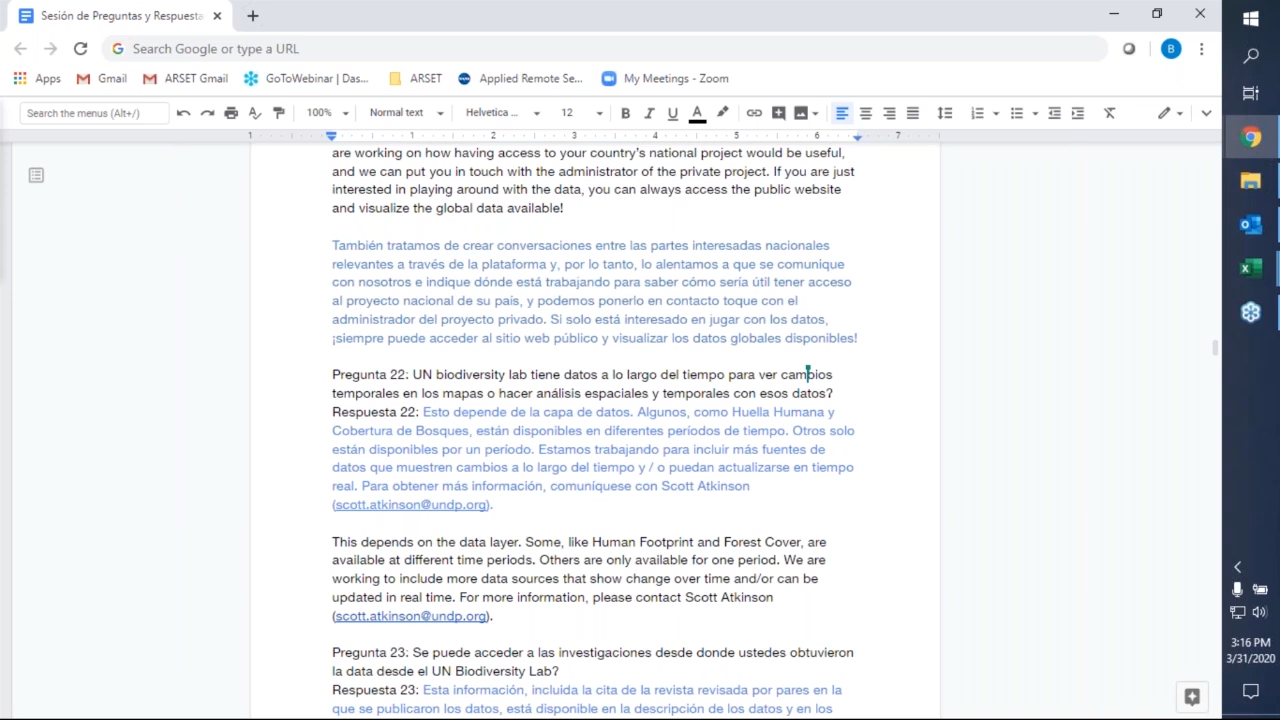 Sesión de Preguntas y Respuesta
Search Google or type a URL
B
Apps
Gmail
ARSET Gmail
GoToWebinar | Das...
ARSET
Applied Remote Se...
My Meetings - Zoom
Search the menus (Alt+/)
100%
Normal text
Helvetica ...
12
B I U A
1 1 2 3 4 5 6 7
are working on how having access to your country's national project would be useful,
and we can put you in touch with the administrator of the private project. If you are just
interested in playing around with the data, you can always access the public website
and visualize the global data available!
También tratamos de crear conversaciones entre las partes interesadas nacionales
relevantes a través de la plataforma y, por lo tanto, lo alentamos a que se comunique
con nosotros e indique dónde está trabajando para saber cómo sería útil tener acceso
al proyecto nacional de su país, y podemos ponerlo en contacto toque con el
administrador del proyecto privado. Si solo está interesado en jugar con los datos,
¡siempre puede acceder al sitio web público y visualizar los datos globales disponibles!
Pregunta 22: UN biodiversity lab tiene datos a lo largo del tiempo para ver cambios
temporales en los mapas o hacer análisis espaciales y temporales con esos datos?
Respuesta 22: Esto depende de la capa de datos. Algunos, como Huella Humana y
Cobertura de Bosques, están disponibles en diferentes períodos de tiempo. Otros solo
están disponibles por un período. Estamos trabajando para incluir más fuentes de
datos que muestren cambios a lo largo del tiempo y / o puedan actualizarse en tiempo
real. Para obtener más información, comuníquese con Scott Atkinson
(scott.atkinson@undp.org).
This depends on the data layer. Some, like Human Footprint and Forest Cover, are
available at different time periods. Others are only available for one period. We are
working to include more data sources that show change over time and/or can be
updated in real time. For more information, please contact Scott Atkinson
(scott.atkinson@undp.org).
Pregunta 23: Se puede acceder a las investigaciones desde donde ustedes obtuvieron
la data desde el UN Biodiversity Lab?
Respuesta 23: Esta información, incluida la cita de la revista revisada por pares en la
que se publicaron los datos, está disponible en la descripción de los datos y en los
3:16 PM
3/31/2020